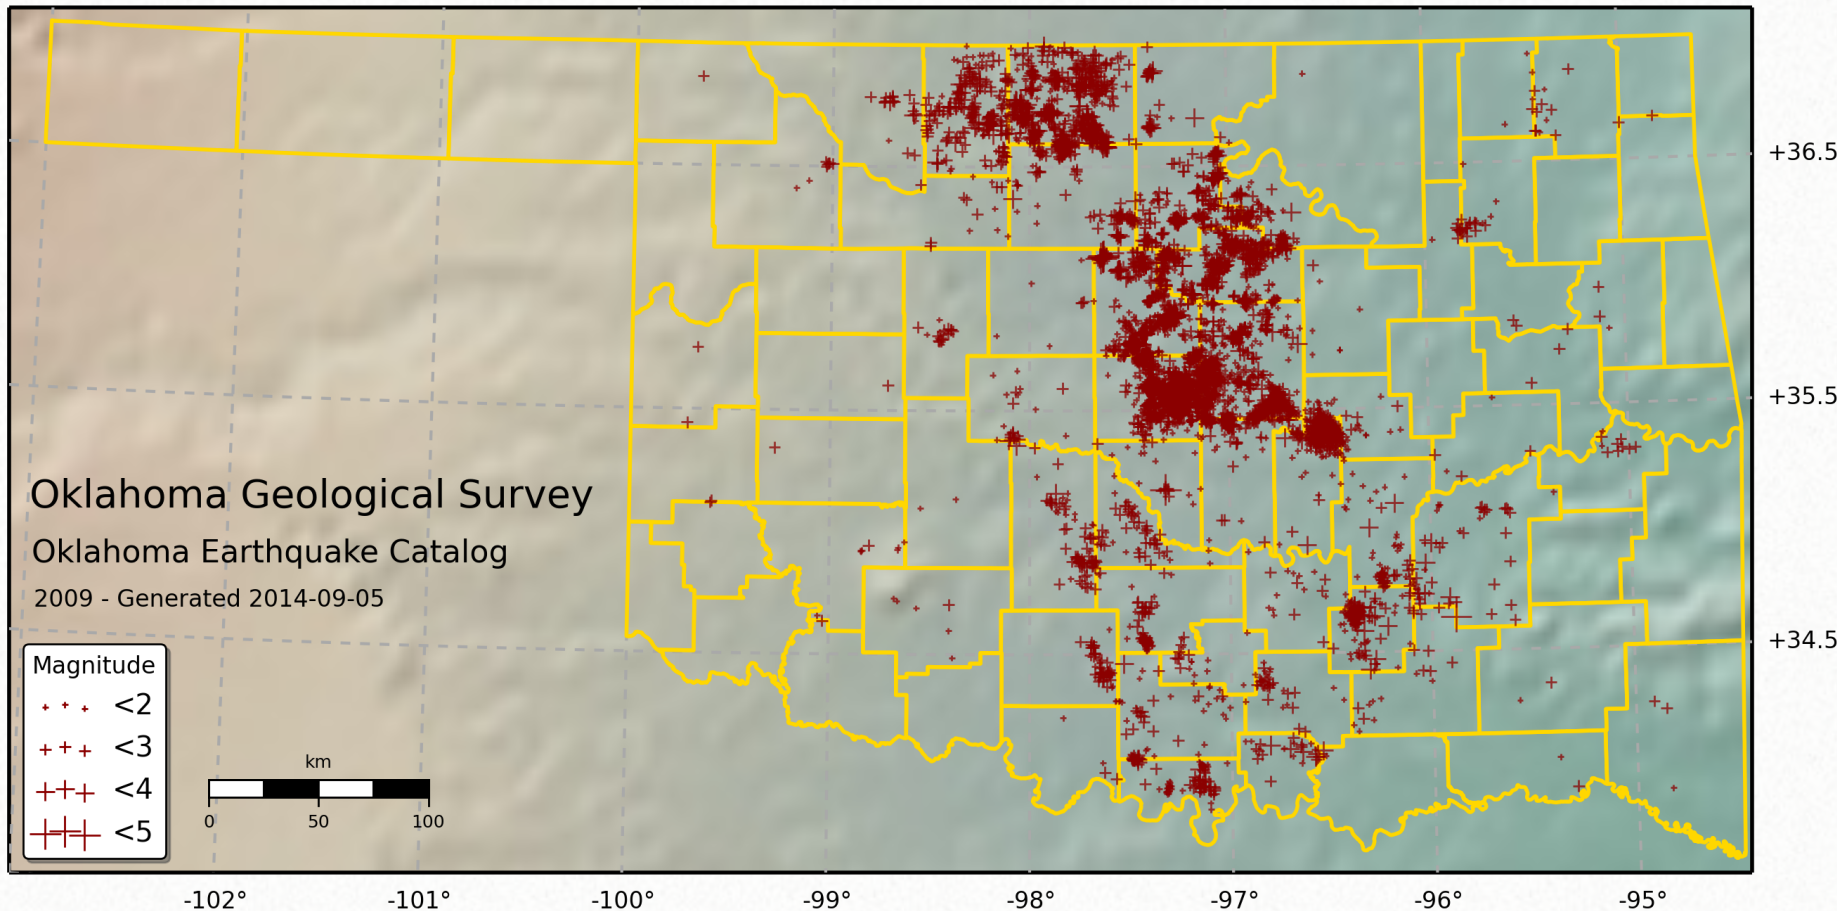 +36.5
+35.5
Oklahoma Geological Survey
Oklahoma Earthquake Catalog
2009 - Generated 2014-09-05
+34.5
Magnitude
<2
<3
<4
<5
km
0 50 100
-102° -101° -100° -99° -98° -97° -96° -95°